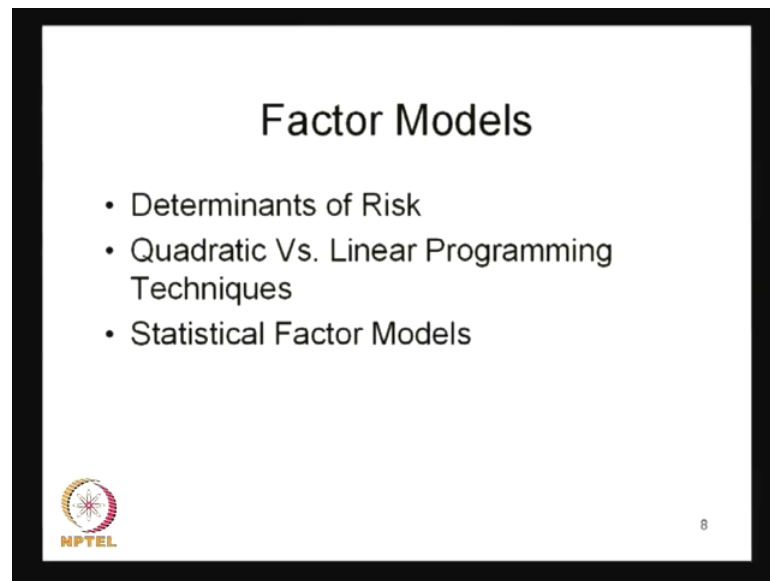 Factor Models
• Determinants of Risk
• Quadratic Vs. Linear Programming
Techniques
• Statistical Factor Models
NPTEL
8